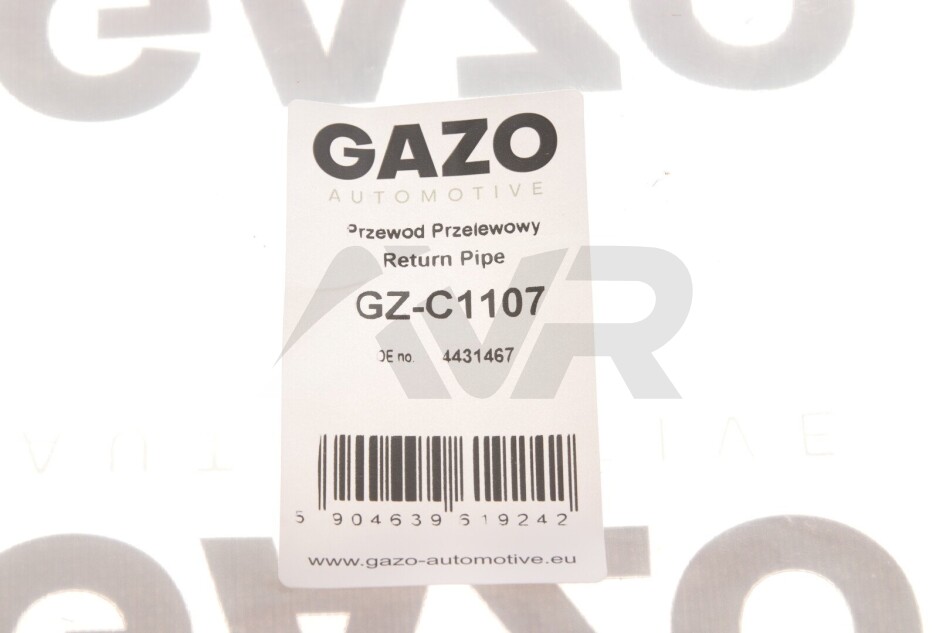 GAZO
AUTOMOTIVE
Przewod Przelewowy
Return Pipe
GZ-C1107
OE no. 4431467
5 904639 619242
www.gazo-automotive.eu